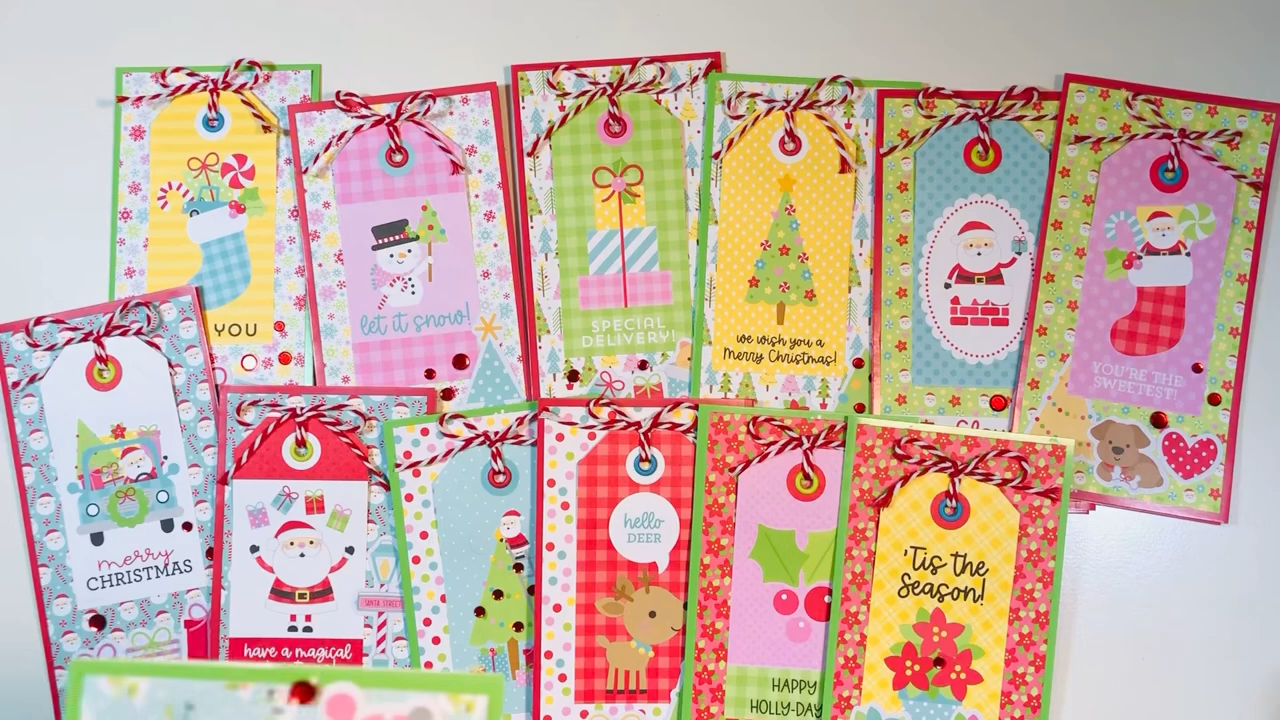 YOU
let it snow!
SPECIAL
DELIVERY!
we wish you a
Merry Christmas!
YOU'RE THE
SWEETEST!
merry
CHRISTMAS
have a magical
SANTA STREET
hello
DEER
HAPPY
HOLLY-DAY
'Tis the
Season!